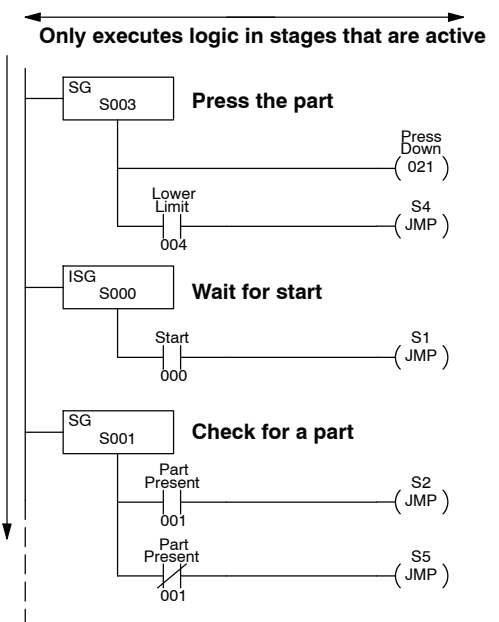 Only executes logic in stages that are active
SG
S003
Press the part
Press
Down
021
Lower
Limit
004
S4
JMP
ISG
S000
Wait for start
Start
000
S1
JMP
SG
S001
Check for a part
Part
Present
001
S2
JMP
Part
Present
001
S5
JMP